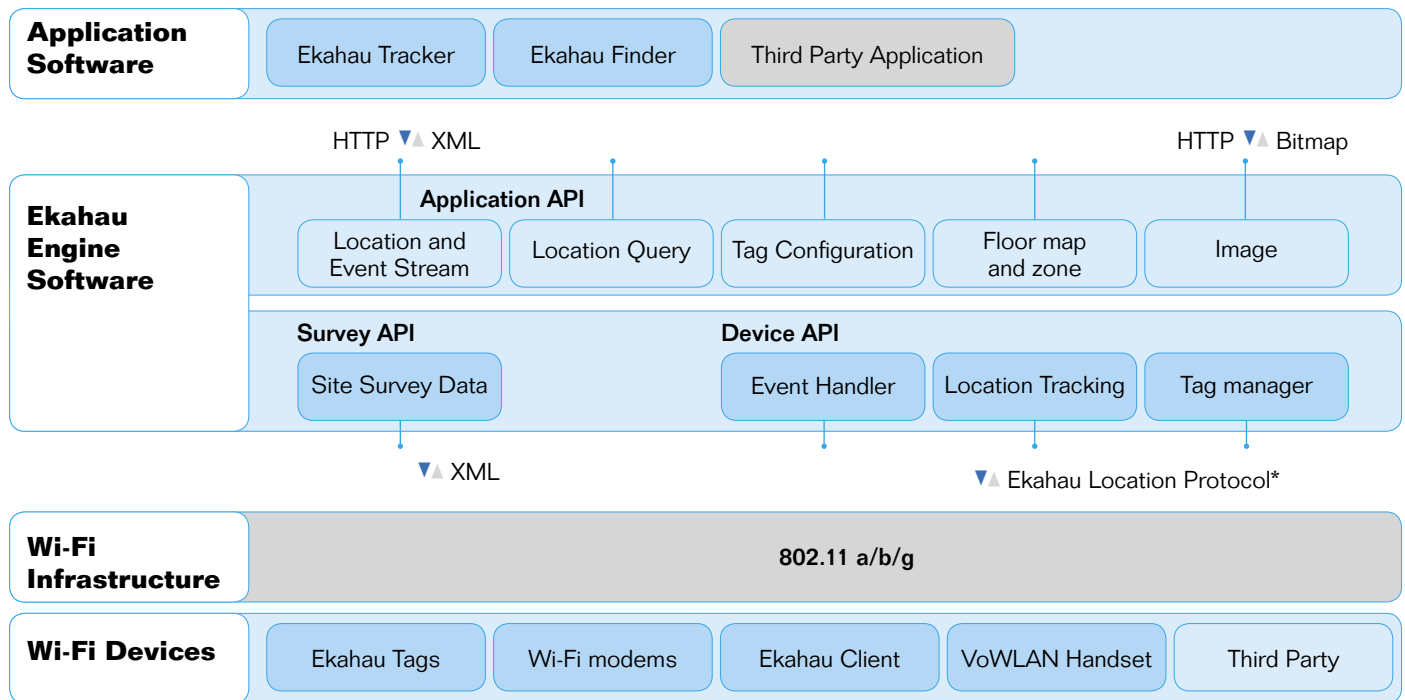 Application
Software
Ekahau Tracker
Ekahau Finder
Third Party Application
HTTP ▼▲ XML
HTTP ▼▲ Bitmap
Ekahau
Engine
Software
Application API
Location and
Event Stream
Location Query
Tag Configuration
Floor map
and zone
Image
Survey API
Device API
Site Survey Data
Event Handler
Location Tracking
Tag manager
▼▲ XML
▼▲ Ekahau Location Protocol*
Wi-Fi
Infrastructure
802.11 a/b/g
Wi-Fi Devices
Ekahau Tags
Wi-Fi modems
Ekahau Client
VoWLAN Handset
Third Party